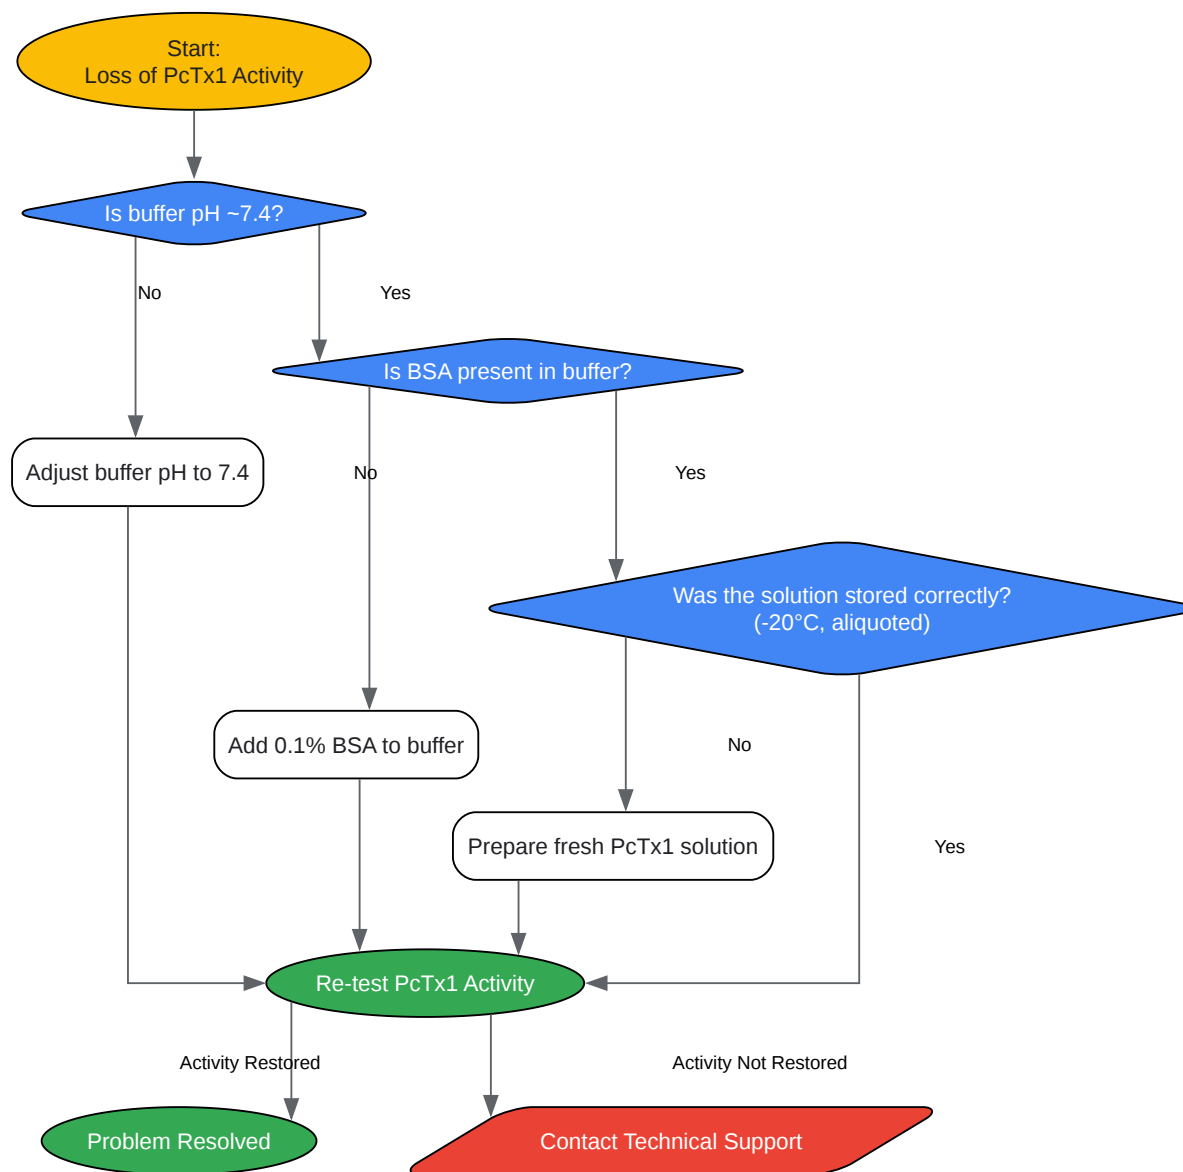 Start:
Loss of PcTx1 Activity
Is buffer pH ~7.4?
No
Yes
Is BSA present in buffer?
Adjust buffer pH to 7.4
No
Yes
Was the solution stored correctly?
(-20°C, aliquoted)
Add 0.1% BSA to buffer
No
Prepare fresh PcTx1 solution
Yes
Re-test PcTx1 Activity
Activity Restored
Activity Not Restored
Problem Resolved
Contact Technical Support